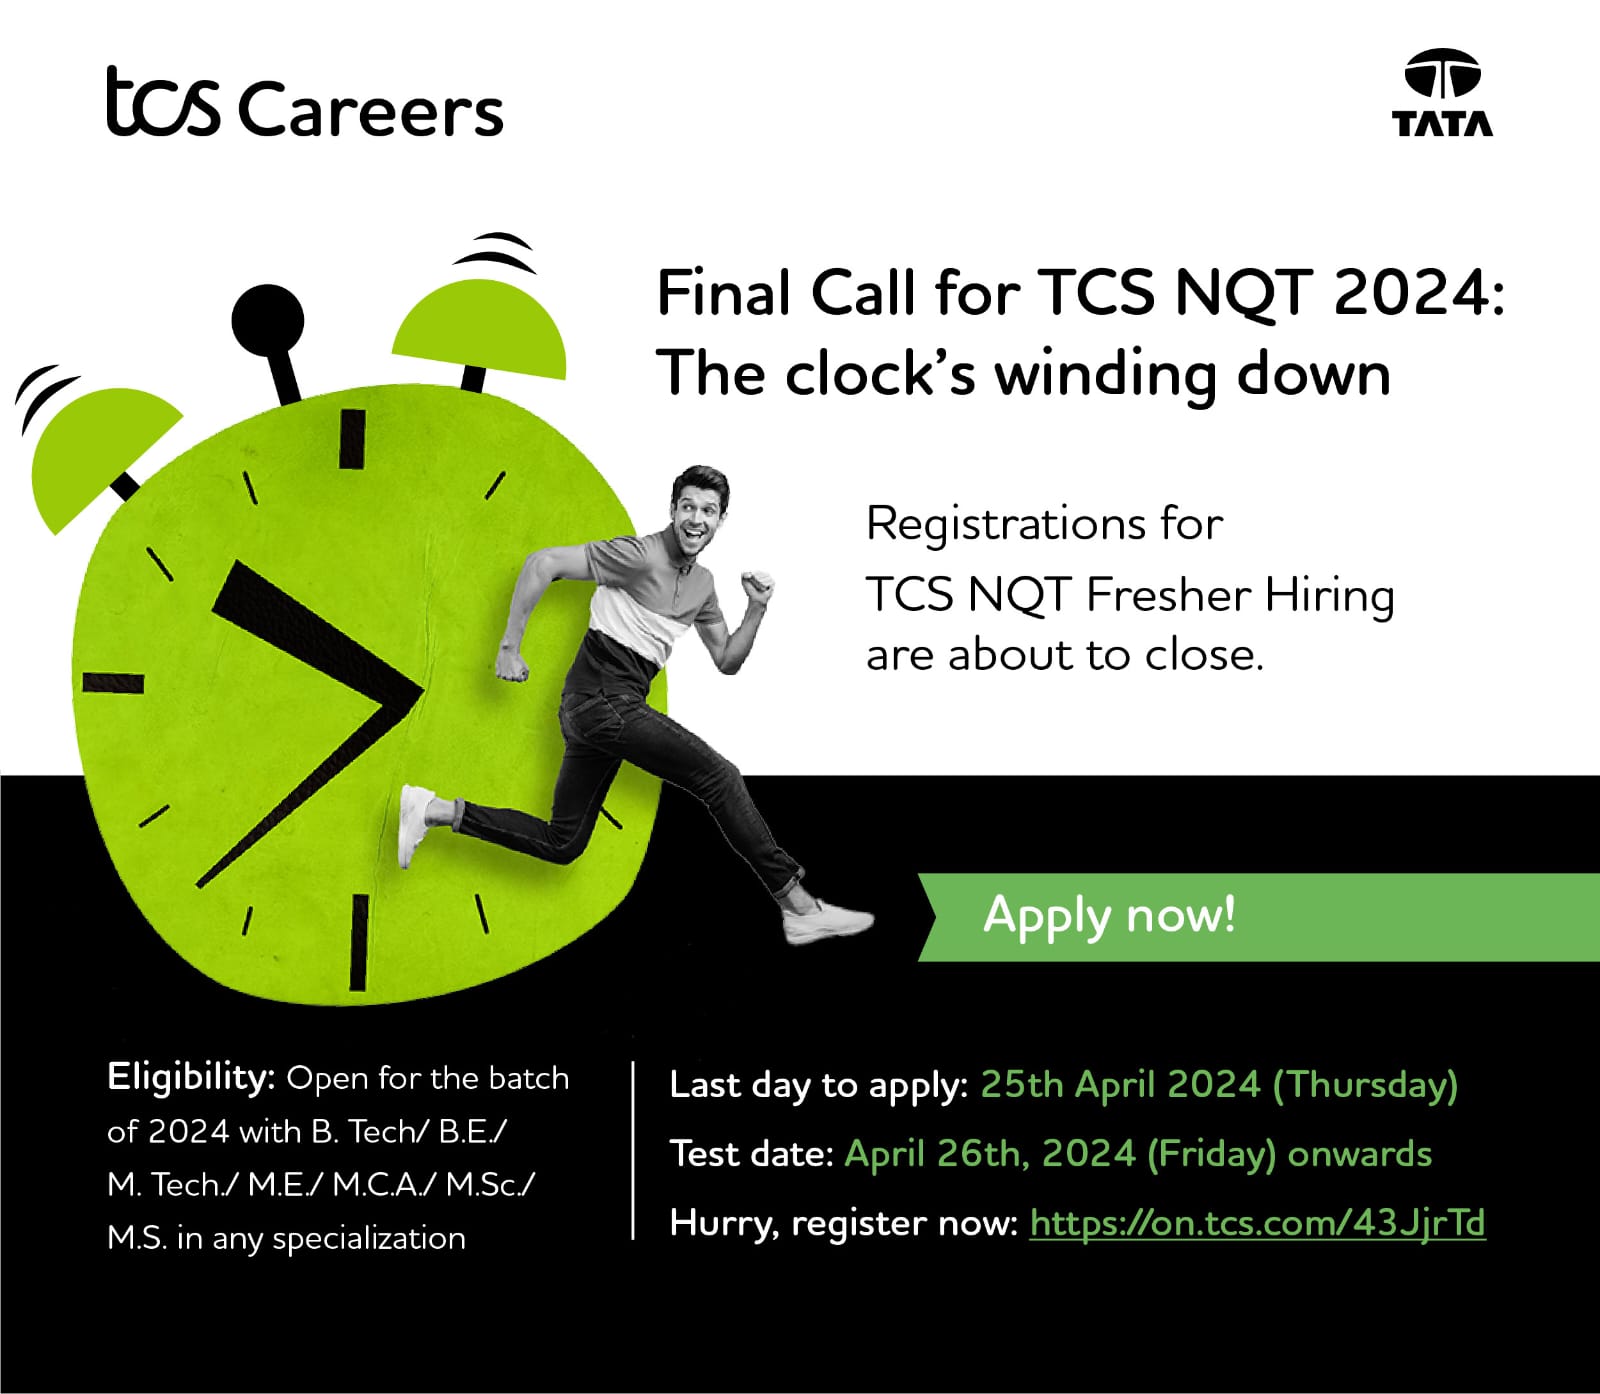 tcs Careers
TATA
Final Call for TCS NQT 2024:
The clock’s winding down
Registrations for
TCS NQT Fresher Hiring
are about to close.
Apply now!
Eligibility: Open for the batch
of 2024 with B. Tech/ B.E./
M. Tech./ M.E./ M.C.A./ M.Sc./
M.S. in any specialization
Last day to apply: 25th April 2024 (Thursday)
Test date: April 26th, 2024 (Friday) onwards
Hurry, register now: https://on.tcs.com/43JjrTd